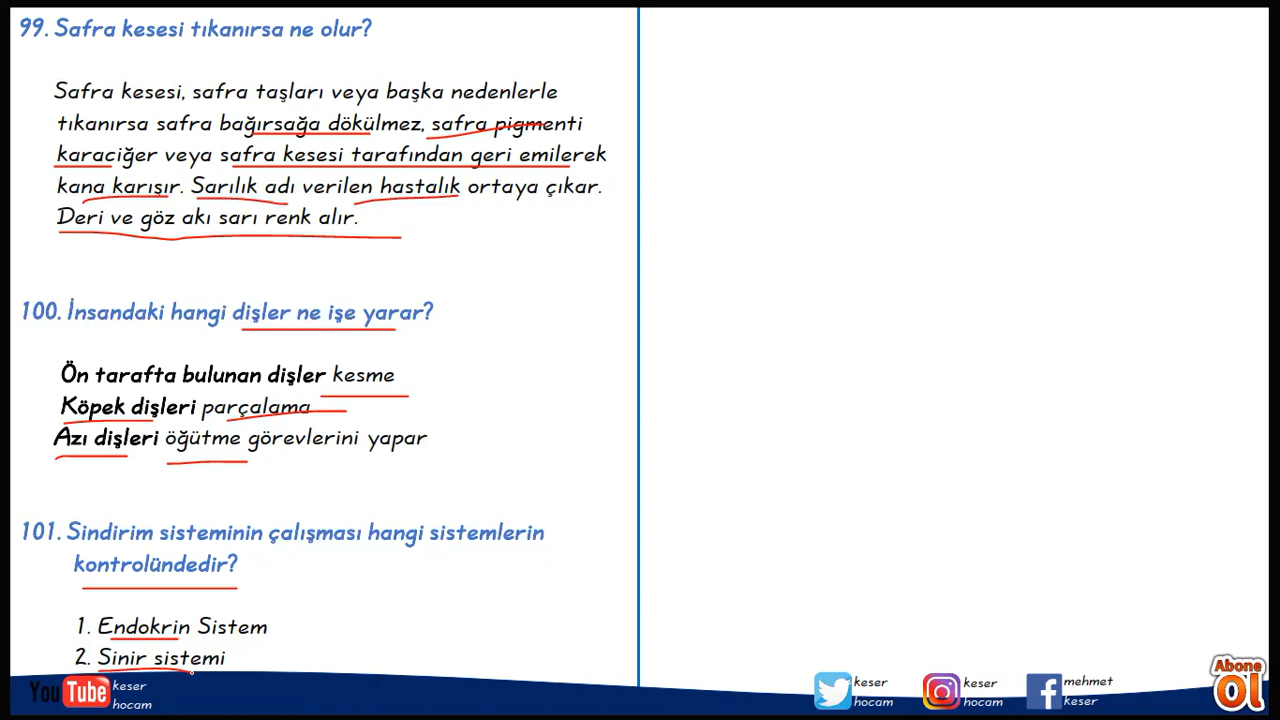 99. Safra kesesi tıkanırsa ne olur?
Safra kesesi, safra taşları veya başka nedenlerle
tıkanırsa safra bağırsağa dökülmez, safra pigmenti
karaciğer veya safra kesesi tarafından geri emilerek
kana karışır. Sarılık adı verilen hastalık ortaya çıkar.
Deri ve göz akı sarı renk alır.
100. İnsandaki hangi dişler ne işe yarar?
Ön tarafta bulunan dişler kesme
Köpek dişleri parçalama
Azı dişleri öğütme görevlerini yapar
101. Sindirim sisteminin çalışması hangi sistemlerin
kontrolündedir?
1. Endokrin Sistem
2. Sinir sistemi
YouTube keser
hocam
keser
hocam
keser
hocam
mehmet
keser
Abone
Ol